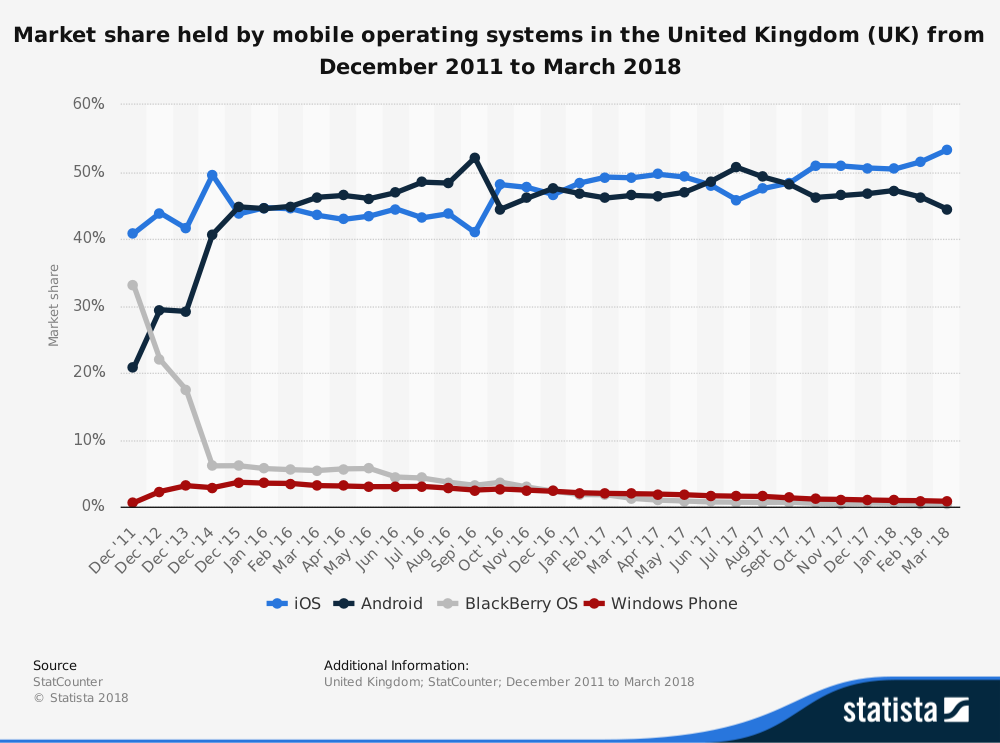 Market share held by mobile operating systems in the United Kingdom (UK) from
December 2011 to March 2018
60%
50%
40%
30%
20%
10%
0%
Market share
Dec '11
Dec '12
Dec '13
Dec '14
Dec '15
Jan '16
Feb '16
Mar '16
Apr '16
May '16
Jun '16
Jul '16
Aug '16
Sep' '16
Oct' '16
Nov '16
Dec '16
Jan '17
Feb '17
Mar' '17
Apr' '17
May' '17
Jun' '17
Jul '17
Aug'17
Sept '17
Oct '17
Nov '17
Dec '17
Jan '18
Feb '18
Mar '18
iOS Android BlackBerry OS Windows Phone
Source
StatCounter
© Statista 2018
Additional Information:
United Kingdom; StatCounter; December 2011 to March 2018
statista